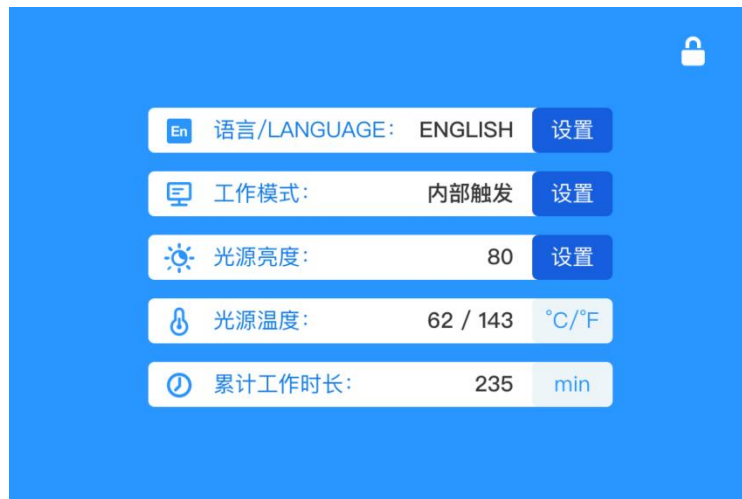 En 语言/LANGUAGE: ENGLISH 设置
工作模式: 内部触发 设置
光源亮度: 80 设置
光源温度: 62 / 143 °C/°F
累计工作时长: 235 min